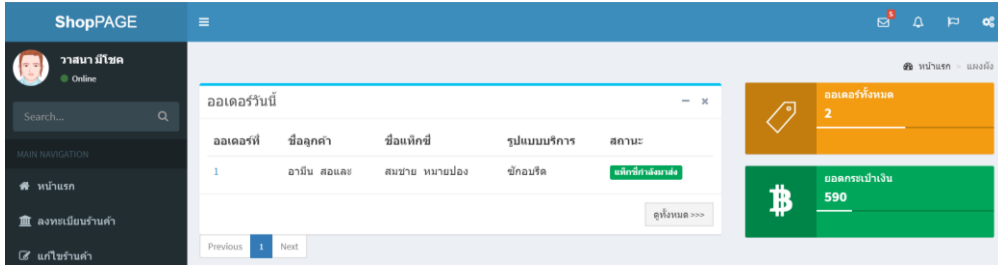 ShopPAGE
5
วาสนา มีโชค
Online
หน้าแรก > แผงผัง
Search...
MAIN NAVIGATION
หน้าแรก
ลงทะเบียนร้านค้า
แก้ไขร้านค้า
ออเดอร์วันนี้
ออเดอร์ที่ ชื่อลูกค้า ชื่อแท็กซี่ รูปแบบบริการ สถานะ
1 อามีน สอและ สมชาย หมายปอง ซักอบรีด แท็กซี่กำลังมาส่ง
ดูทั้งหมด >>>
Previous 1 Next
ออเดอร์ทั้งหมด
2
ยอดกระเป๋าเงิน
590